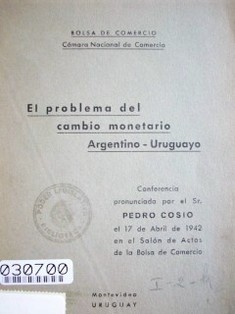 BOLSA DE COMERCIO
Cámara Nacional de Comercio
El problema del
cambio monetario
Argentino - Uruguayo
Conferencia
pronunciada por el Sr.
PEDRO COSIO
el 17 de Abril de 1942
en el Salón de Actos
de la Bolsa de Comercio
030700
Montevideo
URUGUAY